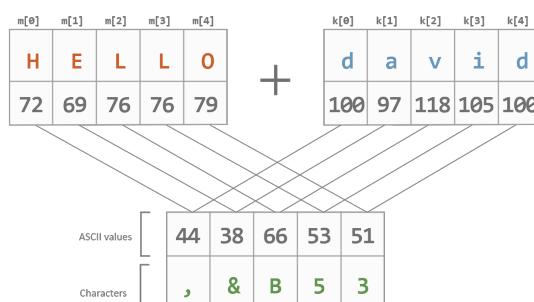 m[0] m[1] m[2] m[3] m[4] k[0] k[1] k[2] k[3] k[4]
H E L L O + d a v i d
72 69 76 76 79 100 97 118 105 100
ASCII values 44 38 66 53 51
Characters , & B 5 3